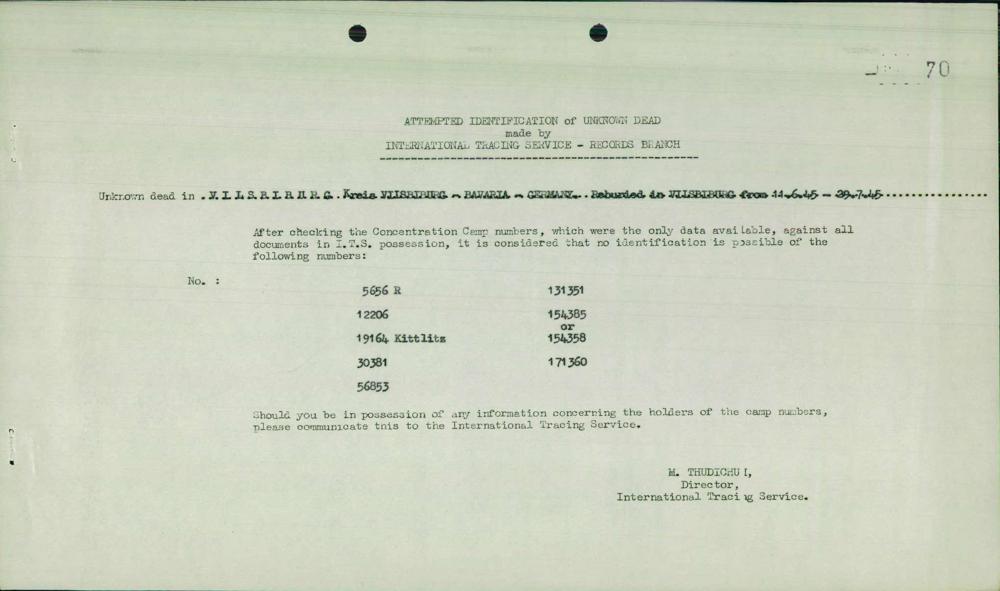 70
ATTEMPTED IDENTIFICATION of UNKNOWN DEAD
made by
INTERNATIONAL TRACING SERVICE - RECORDS BRANCH
Unknown dead in . V I L S B I B U R G . Kreis VILSBIBURG - BAVARIA - GERMANY. . Reburied in VILSBIBURG from 11.6.45 - 29.7.45
After checking the Concentration Camp numbers, which were the only data available, against all
documents in I.T.S. possession, it is considered that no identification is possible of the
following numbers:
No. :
5656 R 131351
12206 154385
or
19164 Kittlitz 154358
30381 171360
56853
Should you be in possession of any information concerning the holders of the camp numbers,
please communicate this to the International Tracing Service.
M. THUDICHUM,
Director,
International Tracing Service.